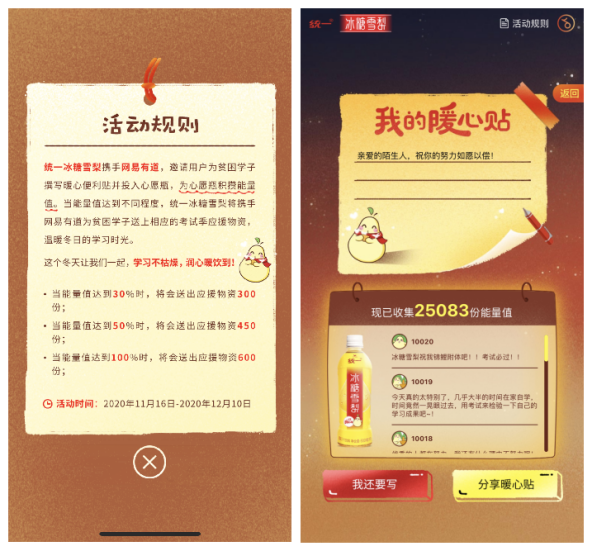 活动规则
统一冰糖雪梨携手网易有道，邀请用户为贫困学子
撰写暖心便利贴并投入心愿瓶，为心愿瓶积攒能量
值。当能量值达到不同程度，统一冰糖雪梨将携手
网易有道为贫困学子送上相应的考试季应援物资，
温暖冬日的学习时光。
这个冬天让我们一起，学习不枯燥，润心暖饮到！
• 当能量值达到30%时，将会送出应援物资300
份；
• 当能量值达到50%时，将会送出应援物资450
份；
• 当能量值达到100%时，将会送出应援物资600
份；
活动时间：2020年11月16日-2020年12月10日
统一 冰糖雪梨
活动规则
返回
我的暖心贴
亲爱的陌生人，祝你的努力如愿以偿！
现已收集25083份能量值
10020
冰糖雪梨祝我锦鲤附体吧！！考试必过！！
10019
今天真的太特别了，几乎大半的时间在家自学，
时间竟然一晃眼过去，用考试来检验一下自己的
学习成果吧~！
10018
统一
冰糖雪梨
我还要写
分享暖心贴